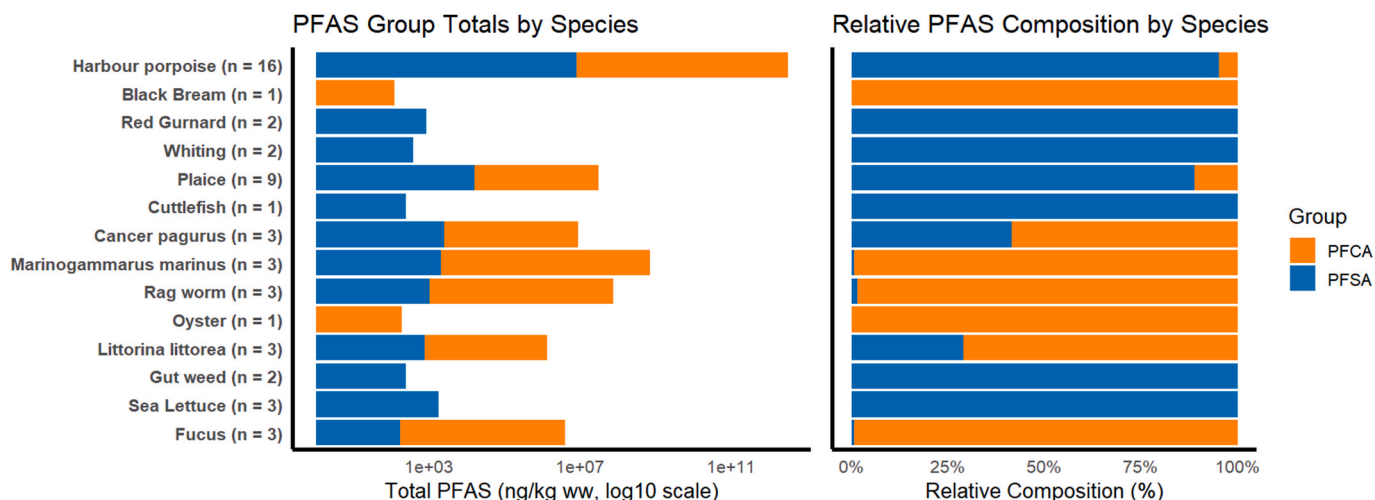 PFAS Group Totals by Species
Relative PFAS Composition by Species
Harbour porpoise (n = 16)
Black Bream (n = 1)
Red Gurnard (n = 2)
Whiting (n = 2)
Plaice (n = 9)
Cuttlefish (n = 1)
Cancer pagurus (n = 3)
Marinogammarus marinus (n = 3)
Rag worm (n = 3)
Oyster (n = 1)
Littorina littorea (n = 3)
Gut weed (n = 2)
Sea Lettuce (n = 3)
Fucus (n = 3)
1e+03 1e+07 1e+11
Total PFAS (ng/kg ww, log10 scale)
0% 25% 50% 75% 100%
Relative Composition (%)
Group
PFCA
PFSA